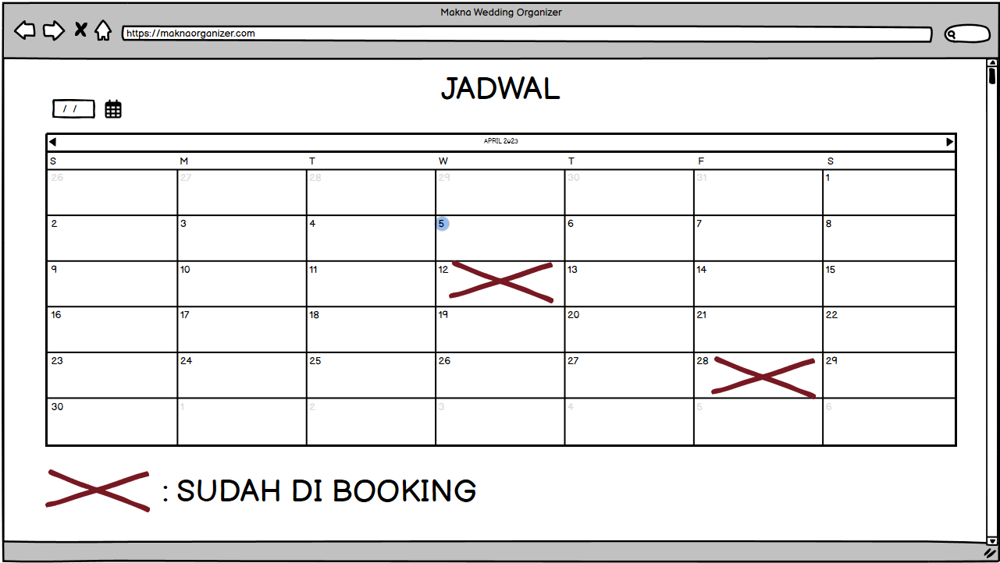 Makna Wedding Organizer
https://maknaorganizer.com
JADWAL
/ /
APRIL 2023
S M T W T F S
26 27 28 29 30 31 1
2 3 4 5 6 7 8
9 10 11 12 13 14 15
16 17 18 19 20 21 22
23 24 25 26 27 28 29
30 1 2 3 4 5 6
: SUDAH DI BOOKING